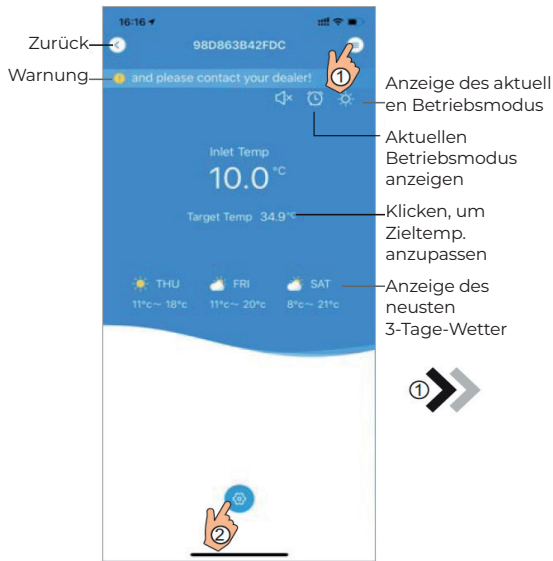 16:16
Zurück
98D863B42FDC
Warnung
and please contact your dealer!
①
Anzeige des aktuell
en Betriebsmodus
Aktuellen
Betriebsmodus
anzeigen
Inlet Temp
10.0 °C
Target Temp 34.9 °C
Klicken, um
Zieltemp.
anzupassen
THU FRI SAT
11°c~ 18°c 11°c~ 20°c 8°c~ 21°c
Anzeige des
neusten
3-Tage-Wetter
①
②